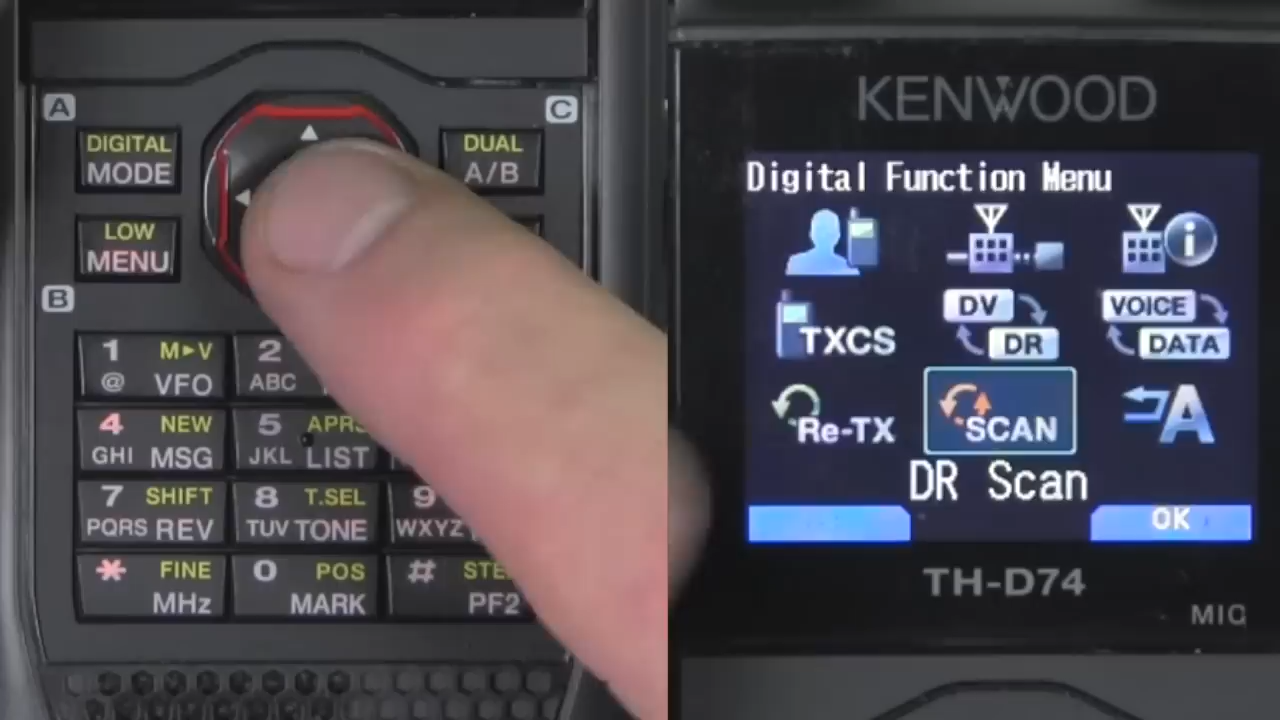 A
C
DIGITAL
MODE
DUAL
A/B
LOW
MENU
B
1 M►V
@ VFO
2
ABC
4 NEW
GHI MSG
5 APRS
JKL LIST
7 SHIFT
PQRS REV
8 T.SEL
TUV TONE
9
WXYZ
* FINE
MHz
0 POS
MARK
# STE
PF2
KENWOOD
Digital Function Menu
i
TXCS
DV
DR
VOICE
DATA
Re-TX
SCAN
A
DR Scan
OK
TH-D74
MIC